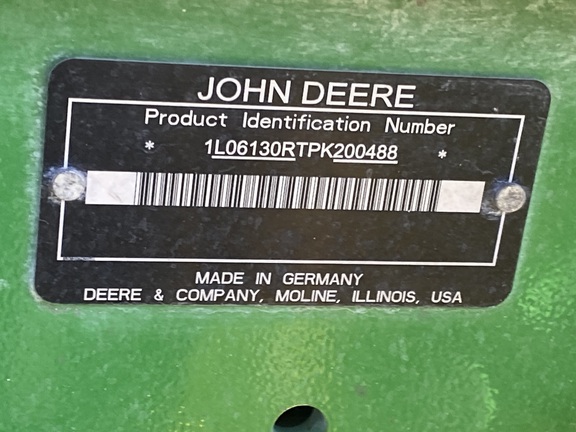 JOHN DEERE
Product Identification Number
* 1L06130RTPK200488 *
MADE IN GERMANY
DEERE & COMPANY, MOLINE, ILLINOIS, USA